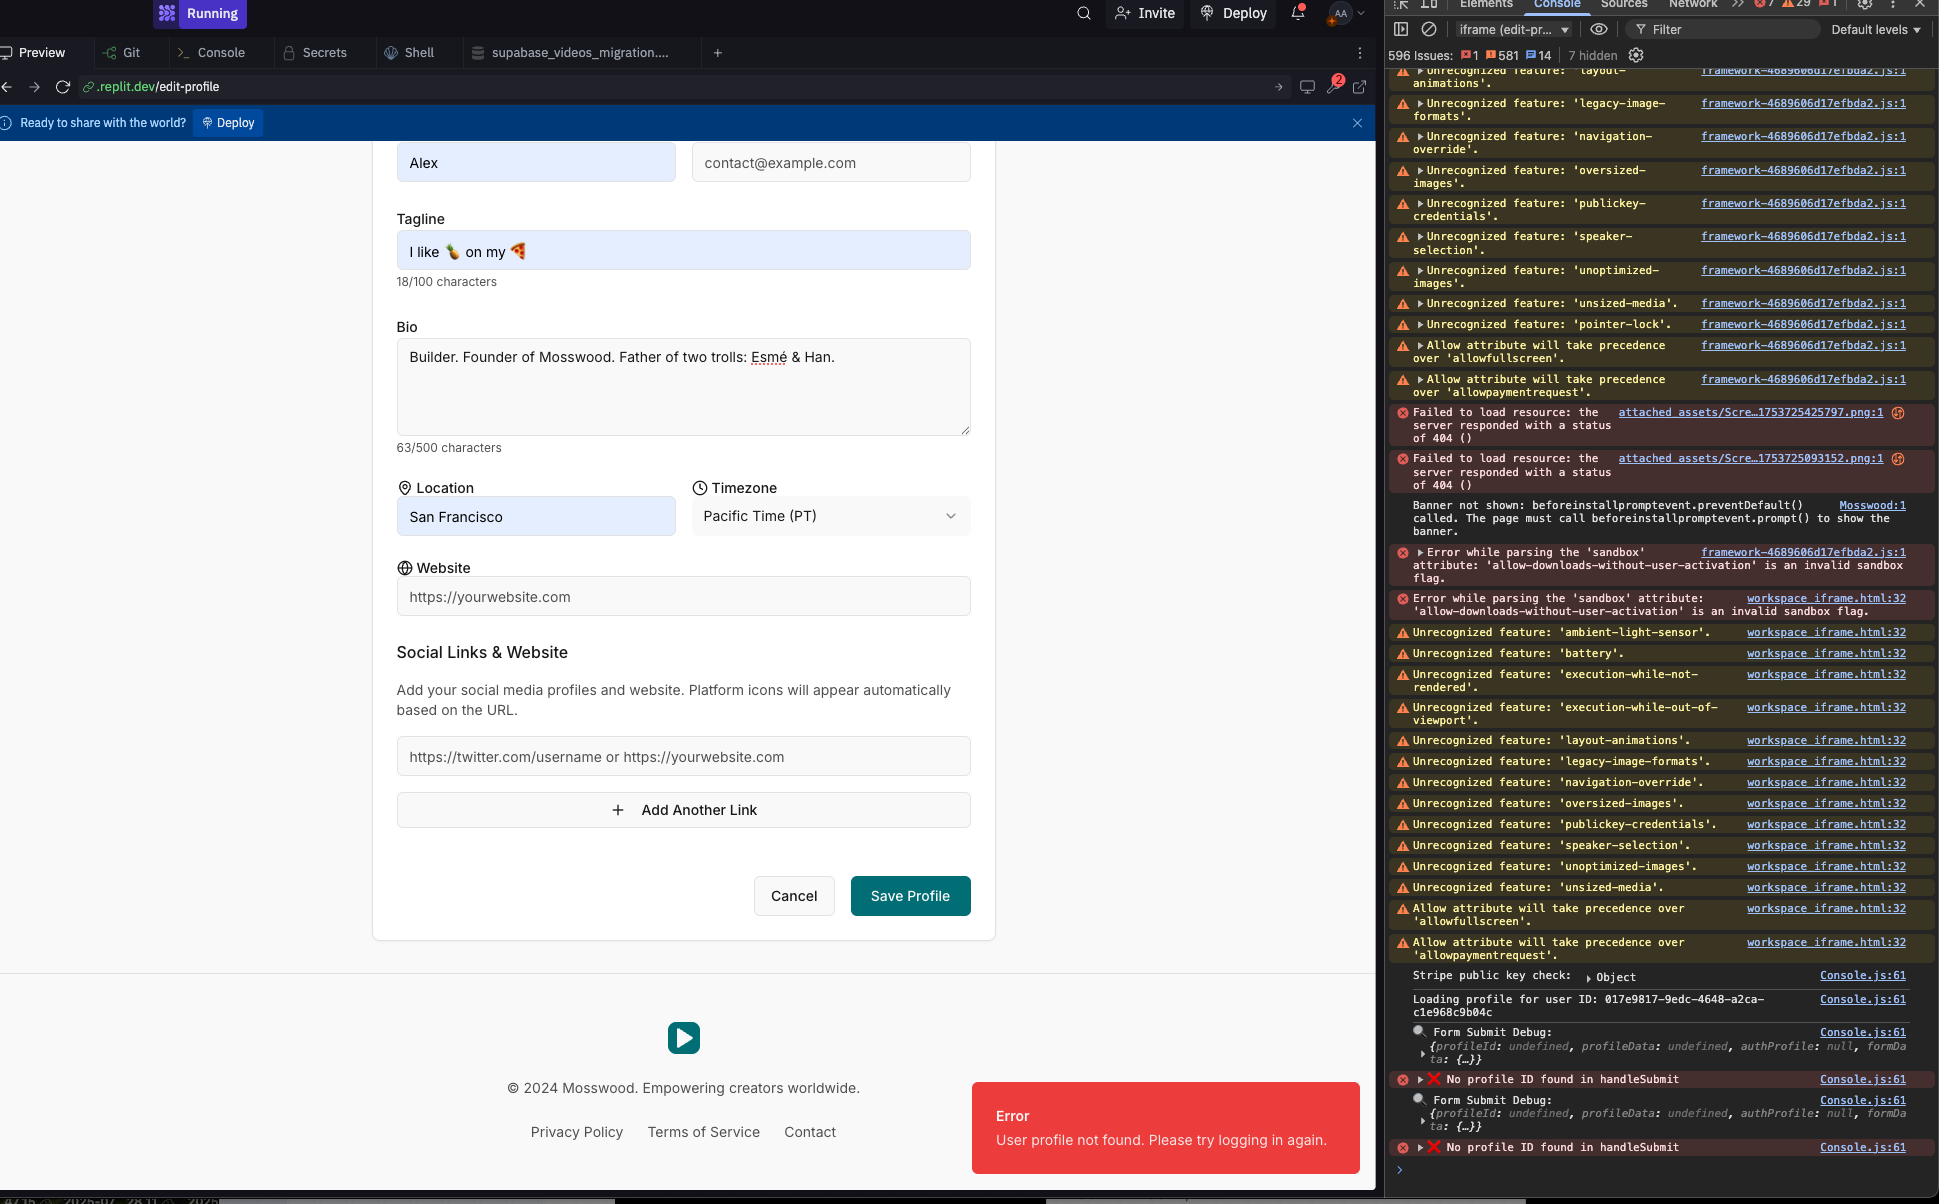 Running
Invite
Deploy
AA
Preview
Git
Console
Secrets
Shell
supabase_videos_migration....
.replit.dev/edit-profile
2
Ready to share with the world?
Deploy
Alex
contact@example.com
Tagline
I like 🍍 on my 🍕
18/100 characters
Bio
Builder. Founder of Mosswood. Father of two trolls: Esmé & Han.
63/500 characters
Location
Timezone
San Francisco
Pacific Time (PT)
Website
https://yourwebsite.com
Social Links & Website
Add your social media profiles and website. Platform icons will appear automatically
based on the URL.
https://twitter.com/username or https://yourwebsite.com
+ Add Another Link
Cancel
Save Profile
© 2024 Mosswood. Empowering creators worldwide.
Privacy Policy
Terms of Service
Contact
Error
User profile not found. Please try logging in again.
Elements
Console
Sources
Network
7
29
1
iframe (edit-pr...
Filter
Default levels
596 Issues:
1
581
14
7 hidden
Unrecognized feature: 'layout- framework-4689606d17efbda2.js:1
animations'.
Unrecognized feature: 'legacy-image- framework-4689606d17efbda2.js:1
formats'.
Unrecognized feature: 'navigation- framework-4689606d17efbda2.js:1
override'.
Unrecognized feature: 'oversized- framework-4689606d17efbda2.js:1
images'.
Unrecognized feature: 'publickey- framework-4689606d17efbda2.js:1
credentials'.
Unrecognized feature: 'speaker- framework-4689606d17efbda2.js:1
selection'.
Unrecognized feature: 'unoptimized- framework-4689606d17efbda2.js:1
images'.
Unrecognized feature: 'unsized-media'. framework-4689606d17efbda2.js:1
Unrecognized feature: 'pointer-lock'. framework-4689606d17efbda2.js:1
Allow attribute will take precedence framework-4689606d17efbda2.js:1
over 'allowfullscreen'.
Allow attribute will take precedence framework-4689606d17efbda2.js:1
over 'allowpaymentrequest'.
Failed to load resource: the attached_assets/Scre…1753725425797.png:1
server responded with a status
of 404 ()
Failed to load resource: the attached_assets/Scre…1753725093152.png:1
server responded with a status
of 404 ()
Banner not shown: beforeinstallpromptevent.preventDefault() Mosswood:1
called. The page must call beforeinstallpromptevent.prompt() to show the
banner.
Error while parsing the 'sandbox' framework-4689606d17efbda2.js:1
attribute: 'allow-downloads-without-user-activation' is an invalid sandbox
flag.
Error while parsing the 'sandbox' attribute: workspace_iframe.html:32
'allow-downloads-without-user-activation' is an invalid sandbox flag.
Unrecognized feature: 'ambient-light-sensor'. workspace_iframe.html:32
Unrecognized feature: 'battery'. workspace_iframe.html:32
Unrecognized feature: 'execution-while-not- workspace_iframe.html:32
rendered'.
Unrecognized feature: 'execution-while-out-of- workspace_iframe.html:32
viewport'.
Unrecognized feature: 'layout-animations'. workspace_iframe.html:32
Unrecognized feature: 'legacy-image-formats'. workspace_iframe.html:32
Unrecognized feature: 'navigation-override'. workspace_iframe.html:32
Unrecognized feature: 'oversized-images'. workspace_iframe.html:32
Unrecognized feature: 'publickey-credentials'. workspace_iframe.html:32
Unrecognized feature: 'speaker-selection'. workspace_iframe.html:32
Unrecognized feature: 'unoptimized-images'. workspace_iframe.html:32
Unrecognized feature: 'unsized-media'. workspace_iframe.html:32
Allow attribute will take precedence over workspace_iframe.html:32
'allowfullscreen'.
Allow attribute will take precedence over workspace_iframe.html:32
'allowpaymentrequest'.
Stripe public key check: Object Console.js:61
Loading profile for user ID: 017e9817-9edc-4648-a2ca- Console.js:61
c1e968c9b04c
🔍 Form Submit Debug: Console.js:61
{profileId: undefined, profileData: undefined, authProfile: null, formDa
ta: {…}}
❌ No profile ID found in handleSubmit Console.js:61
🔍 Form Submit Debug: Console.js:61
{profileId: undefined, profileData: undefined, authProfile: null, formDa
ta: {…}}
❌ No profile ID found in handleSubmit Console.js:61